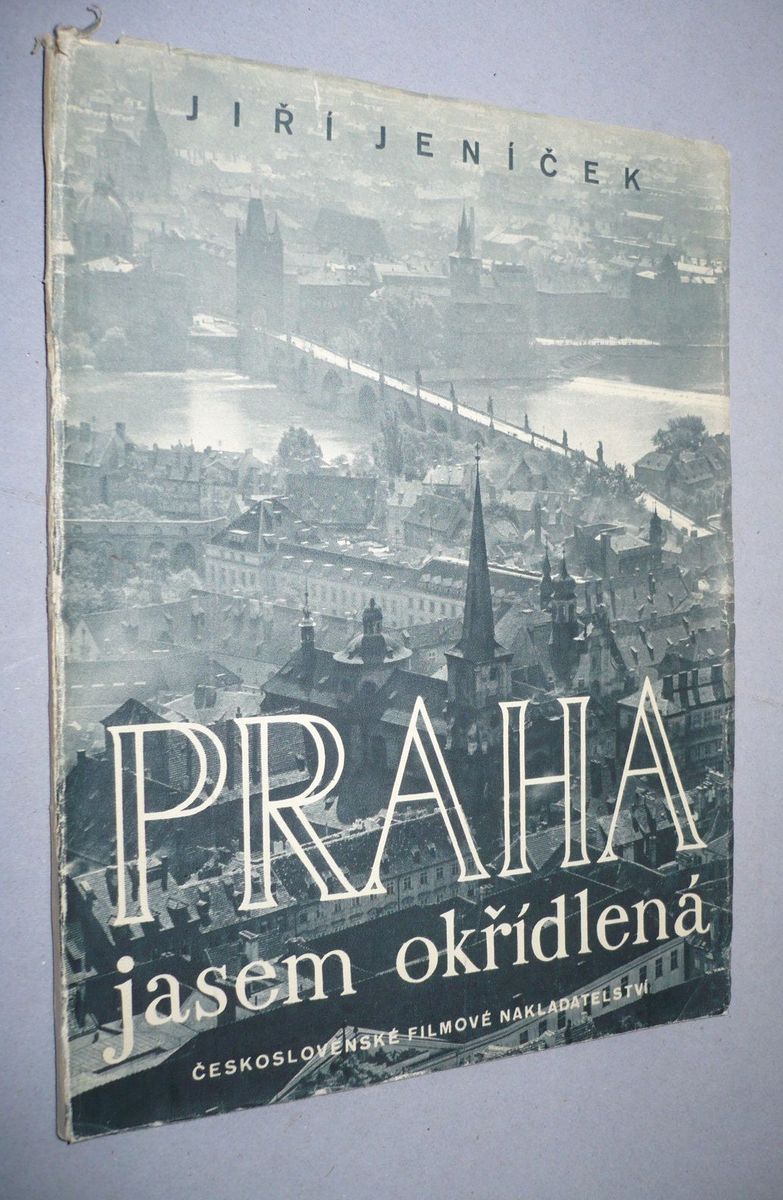 JIŘÍ JENÍČEK
PRAHA
jasem okřídlená
ČESKOSLOVENSKÉ FILMOVÉ NAKLADATELSTVÍ